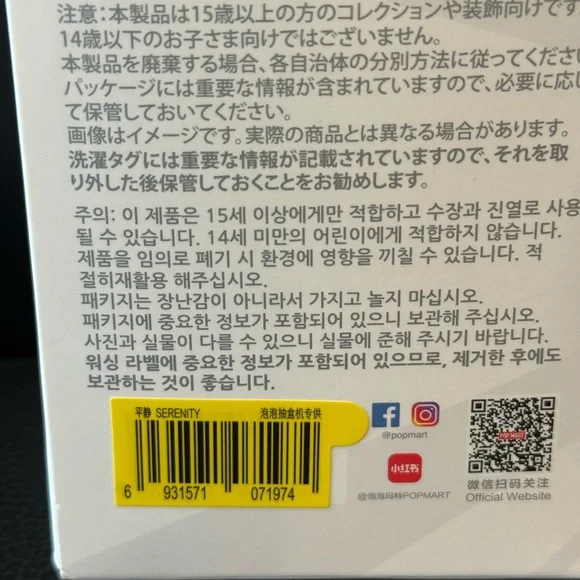 注意:本製品は15歳以上の方のコレクションや装飾向けです
14歳以下のお子さま向けではございません。
本製品を廃棄する場合、各自治体の分別方法に従ってくださ
パッケージには重要な情報が含まれていますので、必要に応じ
て保管しておいてください。
画像はイメージです。実際の商品とは異なる場合があります。
洗濯タグには重要な情報が記載されていますので、それを取
り外した後保管しておくことをお勧めします。
주의: 이 제품은 15세 이상에게만 적합하고 수장과 진열로 사용
될 수 있습니다. 14세 미만의 어린이에게 적합하지 않습니다.
제품을 임의로 폐기 시 환경에 영향을 끼칠 수 있습니다. 적
절히재활용 해주십시오.
패키지는 장난감이 아니라서 가지고 놀지 마십시오.
패키지에 중요한 정보가 포함되어 있으니 보관해 주십시오.
사진과 실물이 다를 수 있으니 실물에 준해 주시기 바랍니다.
워싱 라벨에 중요한 정보가 포함되어 있으므로, 제거한 후에도
보관하는 것이 좋습니다.
平静 SERENITY 泡泡抽盒机专供
6 931571 071974
@popmart
POP MART
小红书
@泡泡玛特POPMART
微信扫码关注
Official Website